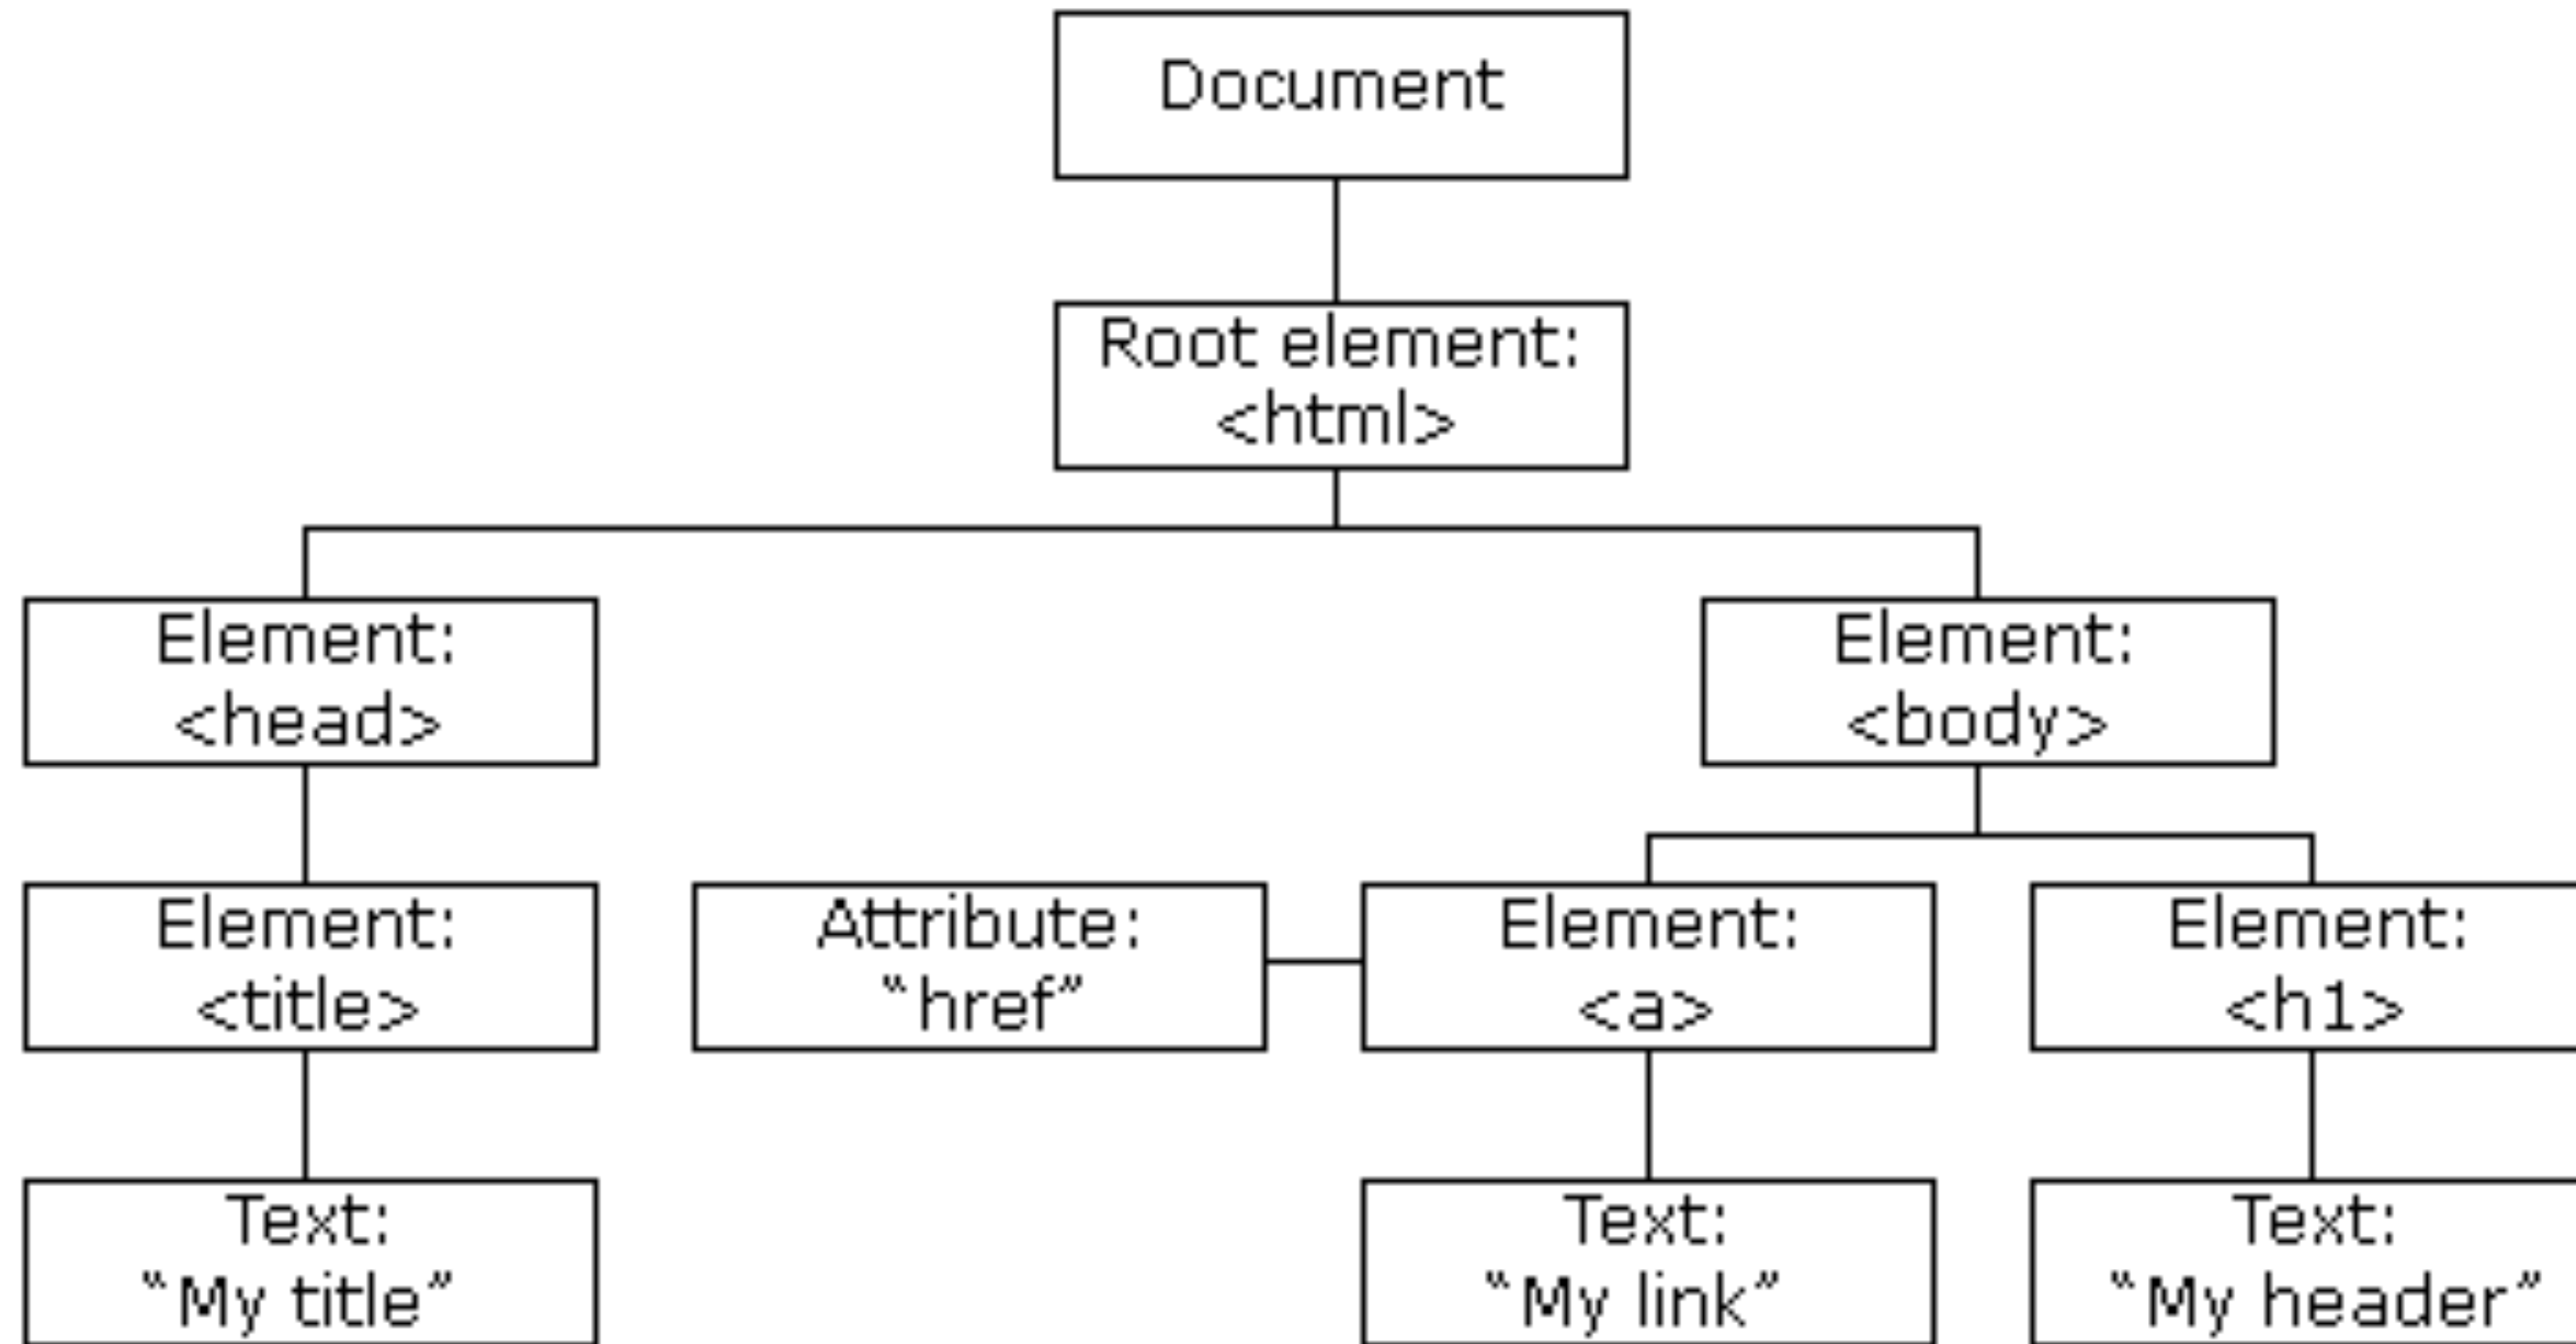 Document
Root element:
<html>
Element:
<head>
Element:
<body>
Element:
<title>
Attribute:
“href”
Element:
<a>
Element:
<h1>
Text:
“My title”
Text:
“My link”
Text:
“My header”